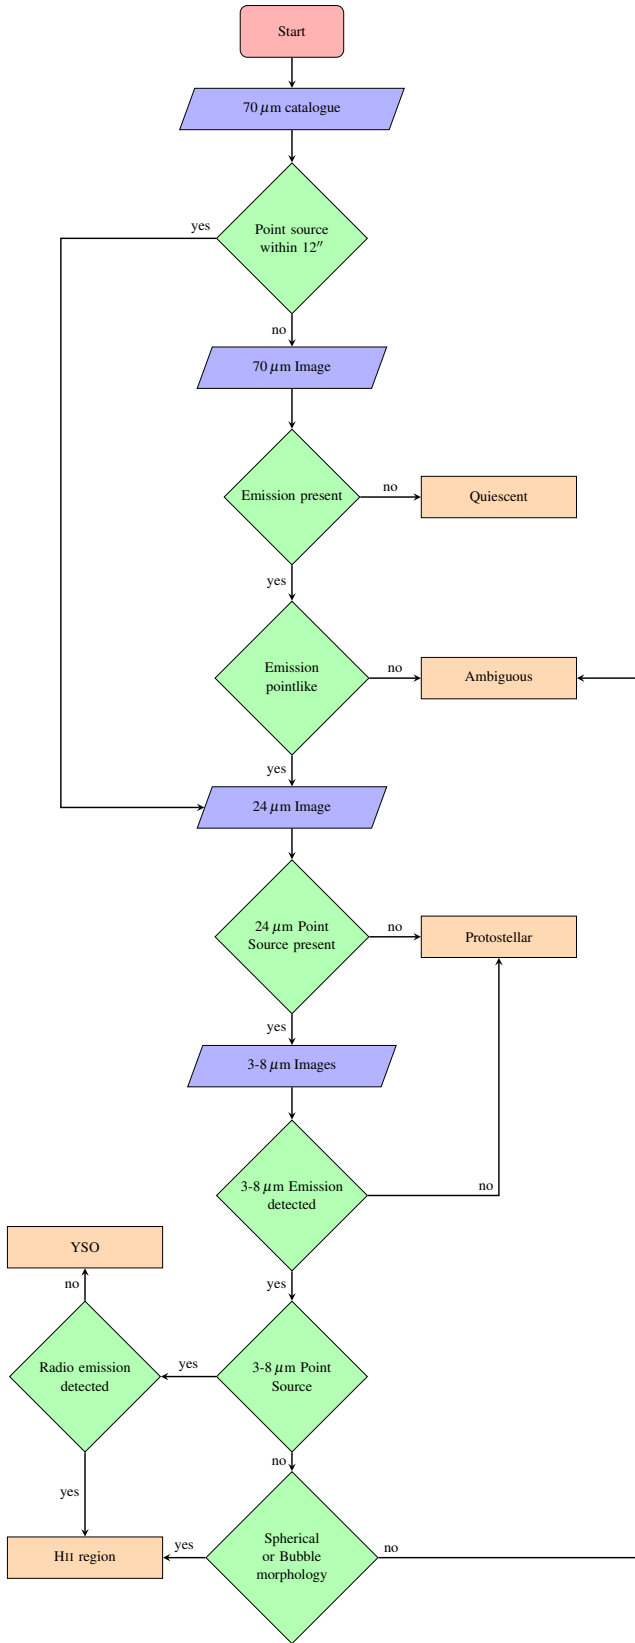 Start
70 μm catalogue
yes
Point source
within 12″
no
70 μm Image
Emission present
no
Quiescent
yes
Emission
pointlike
no
Ambiguous
yes
24 μm Image
24 μm Point
Source present
no
Protostellar
yes
3-8 μm Images
3-8 μm Emission
detected
no
YSO
no
yes
Radio emission
detected
yes
3-8 μm Point
Source
yes
no
HII region
yes
Spherical
or Bubble
morphology
no